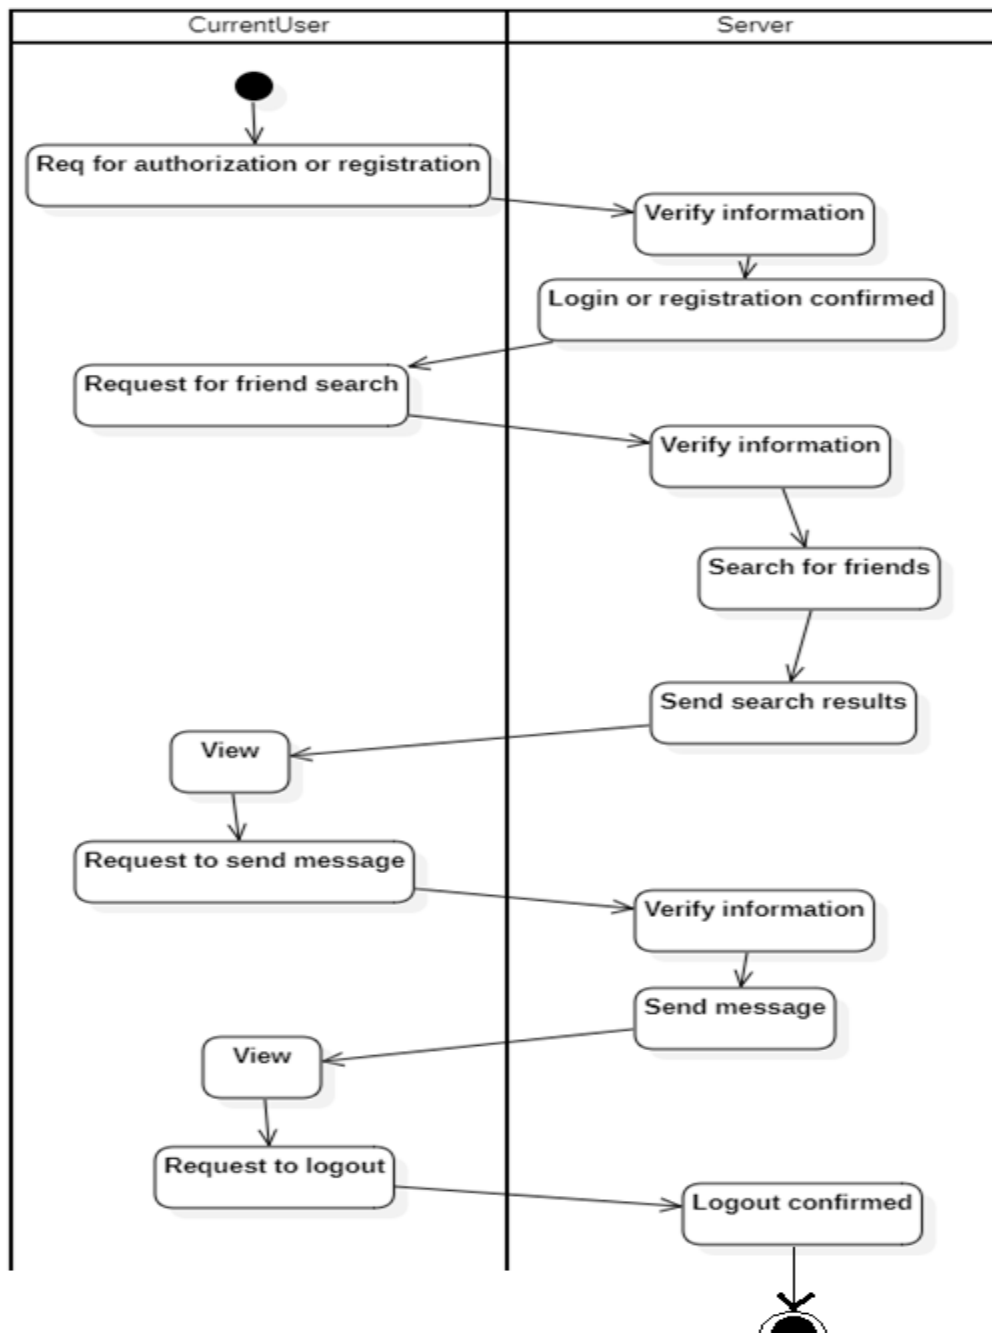 CurrentUser
Server
Req for authorization or registration
Verify information
Login or registration confirmed
Request for friend search
Verify information
Search for friends
Send search results
View
Request to send message
Verify information
Send message
View
Request to logout
Logout confirmed